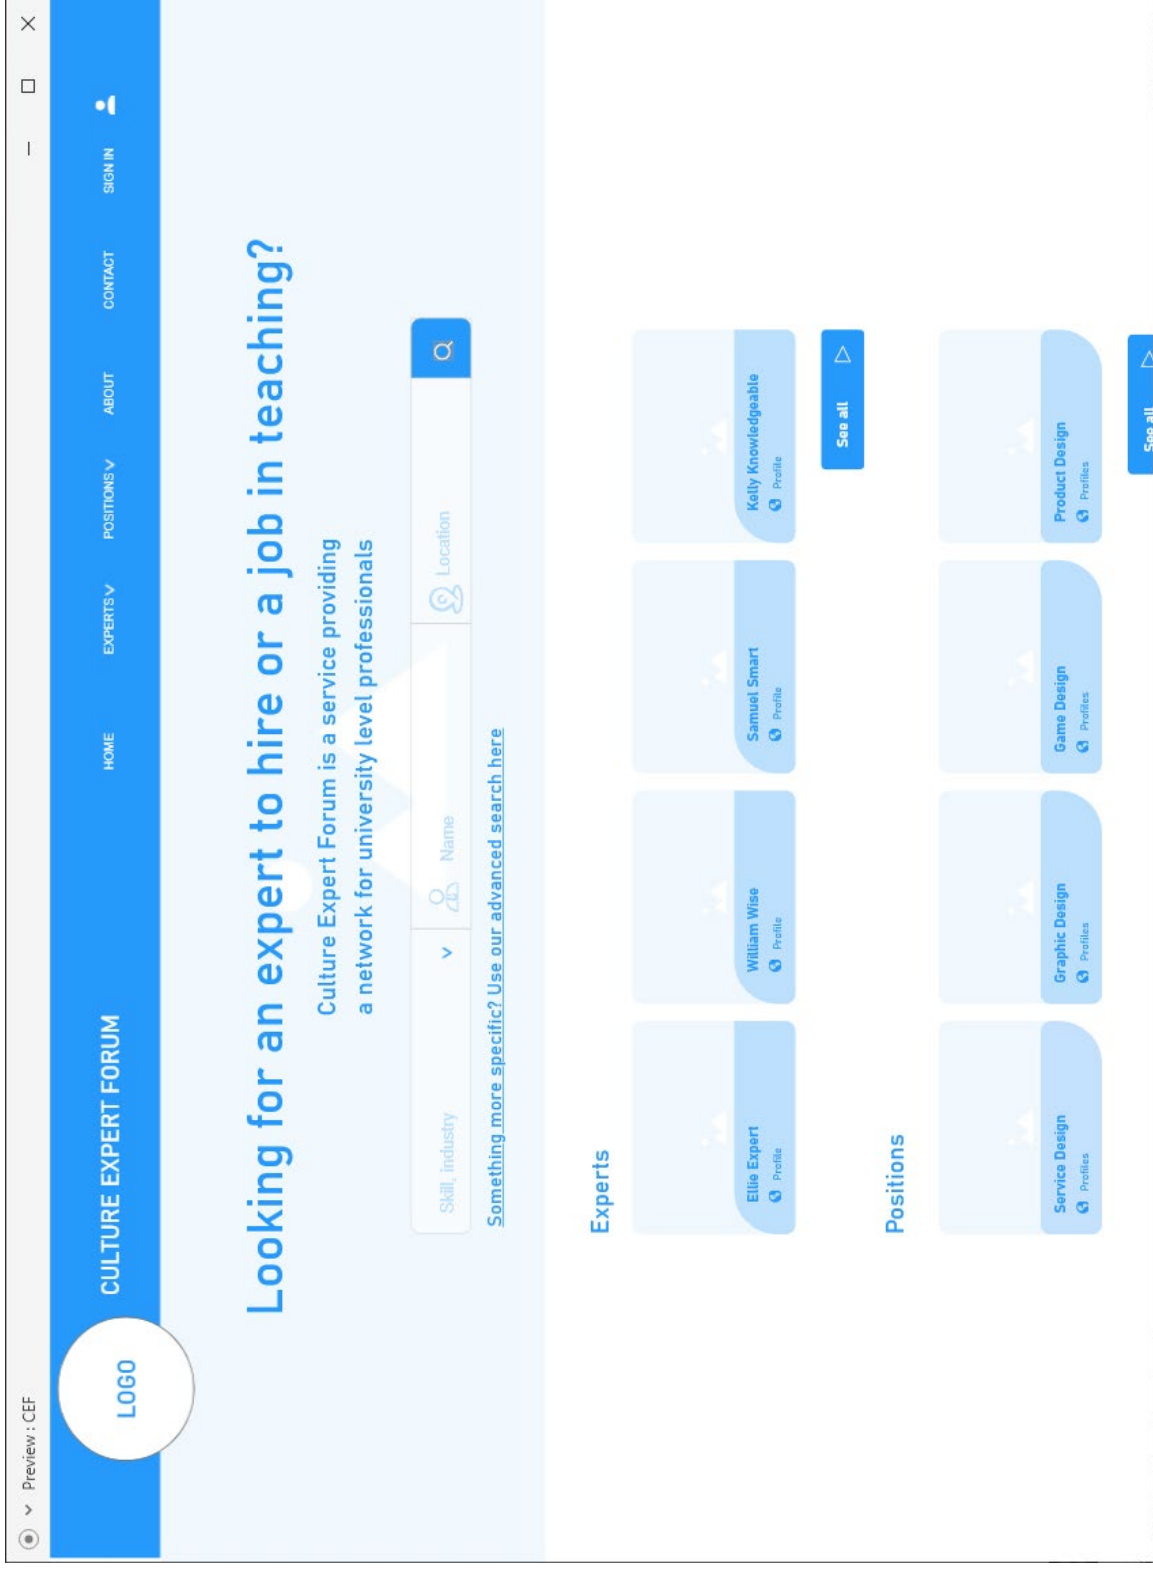 Preview : CEF
LOGO
CULTURE EXPERT FORUM
HOME
EXPERTS
POSITIONS
ABOUT
CONTACT
SIGN IN
Looking for an expert to hire or a job in teaching?
Culture Expert Forum is a service providing
a network for university level professionals
Skill, industry
Name
Location
Something more specific? Use our advanced search here
Experts
Ellie Expert
Profile
William Wise
Profile
Samuel Smart
Profile
Kelly Knowledgeable
Profile
See all
Positions
Service Design
Profiles
Graphic Design
Profiles
Game Design
Profiles
Product Design
Profiles
See all